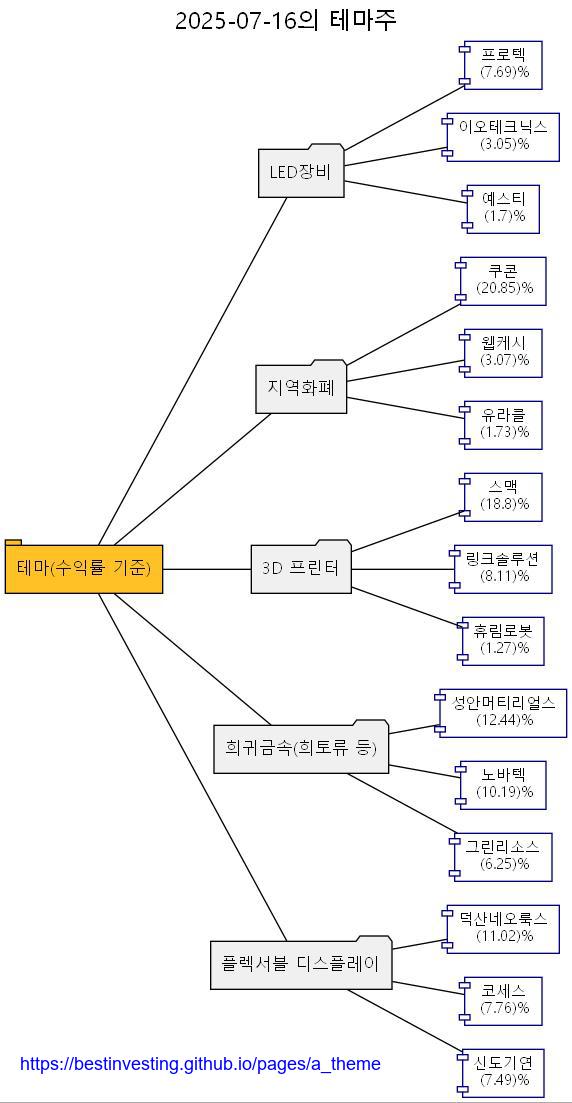 2025-07-16의 테마주
프로텍
(7.69)%
이오테크닉스
(3.05)%
LED장비
예스티
(1.7)%
쿠콘
(20.85)%
웹케시
(3.07)%
지역화폐
유라클
(1.73)%
스맥
(18.8)%
테마(수익률 기준)
3D 프린터
링크솔루션
(8.11)%
휴림로봇
(1.27)%
성안머티리얼스
(12.44)%
희귀금속(희토류 등)
노바텍
(10.19)%
그린리소스
(6.25)%
덕산네오룩스
(11.02)%
플렉서블 디스플레이
코세스
(7.76)%
신도기연
(7.49)%
https://bestinvesting.github.io/pages/a_theme